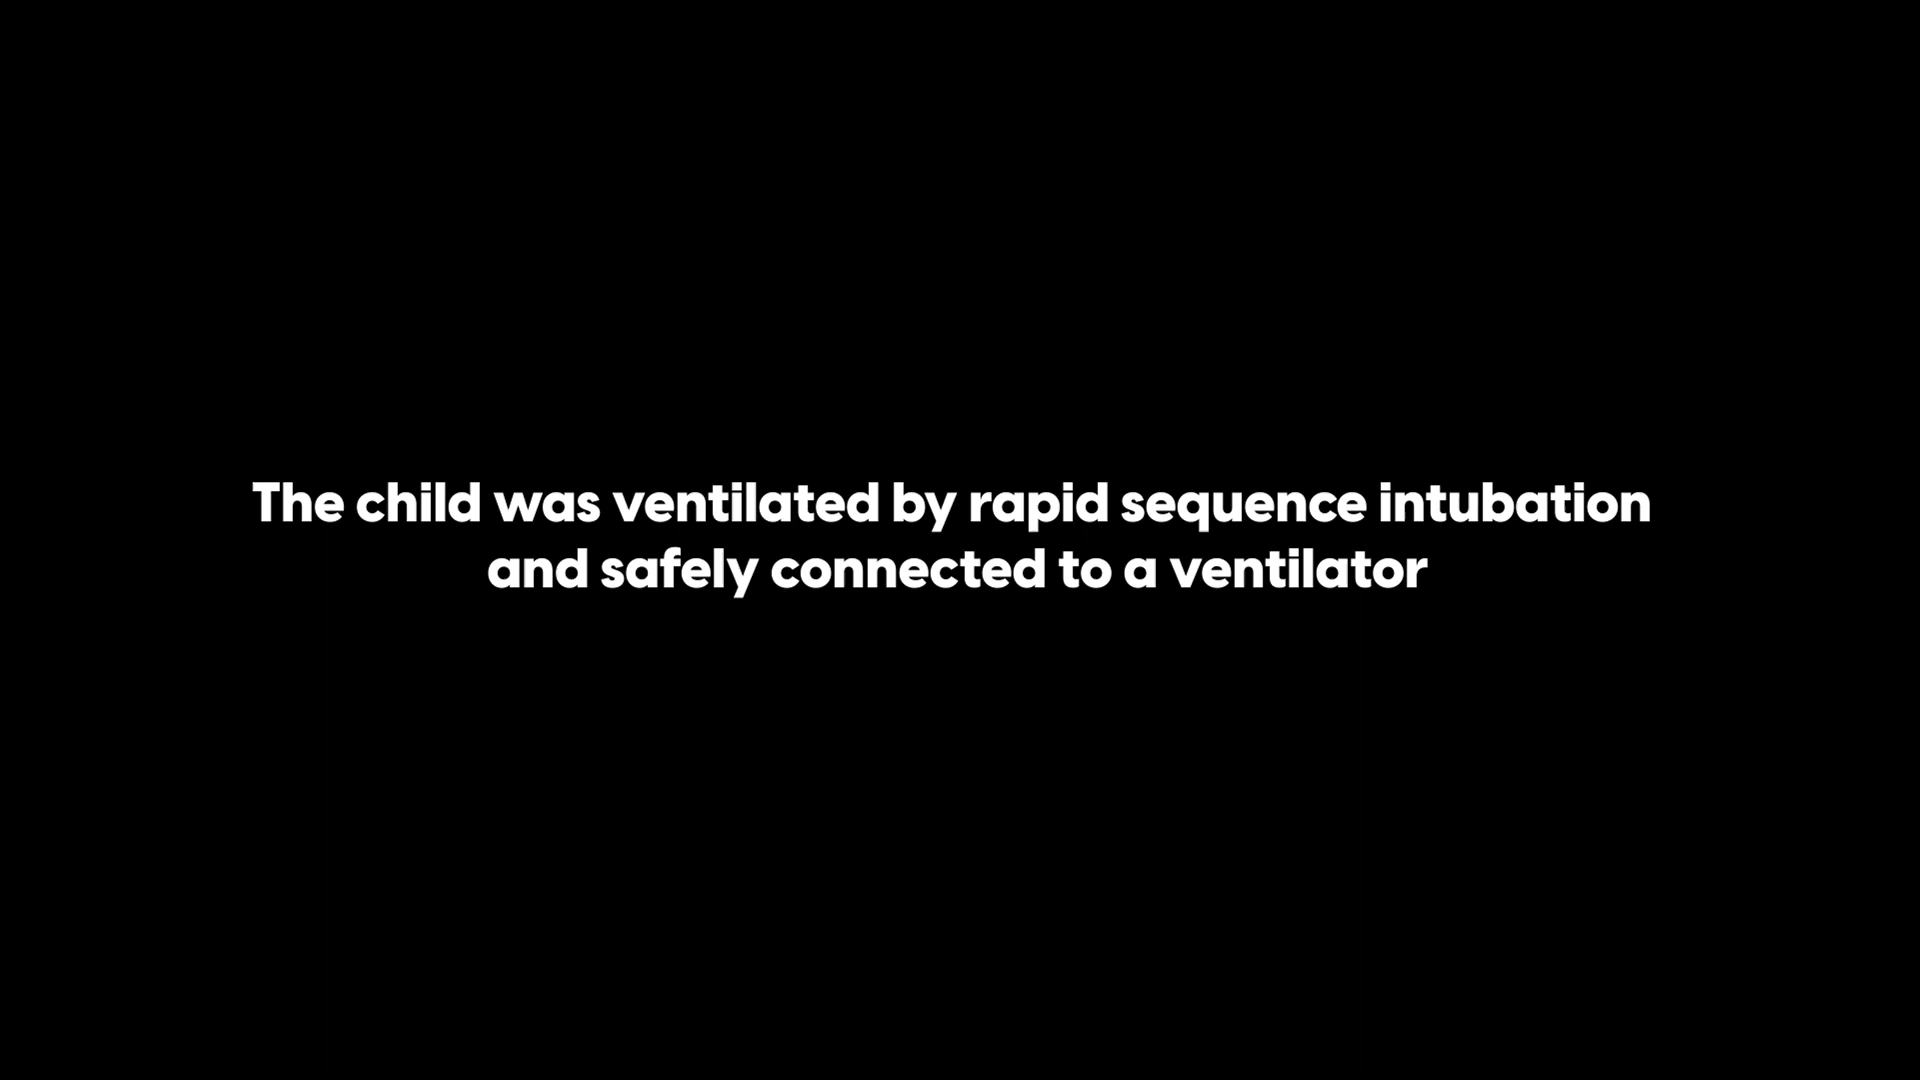 The child was ventilated by rapid sequence intubation
and safely connected to a ventilator